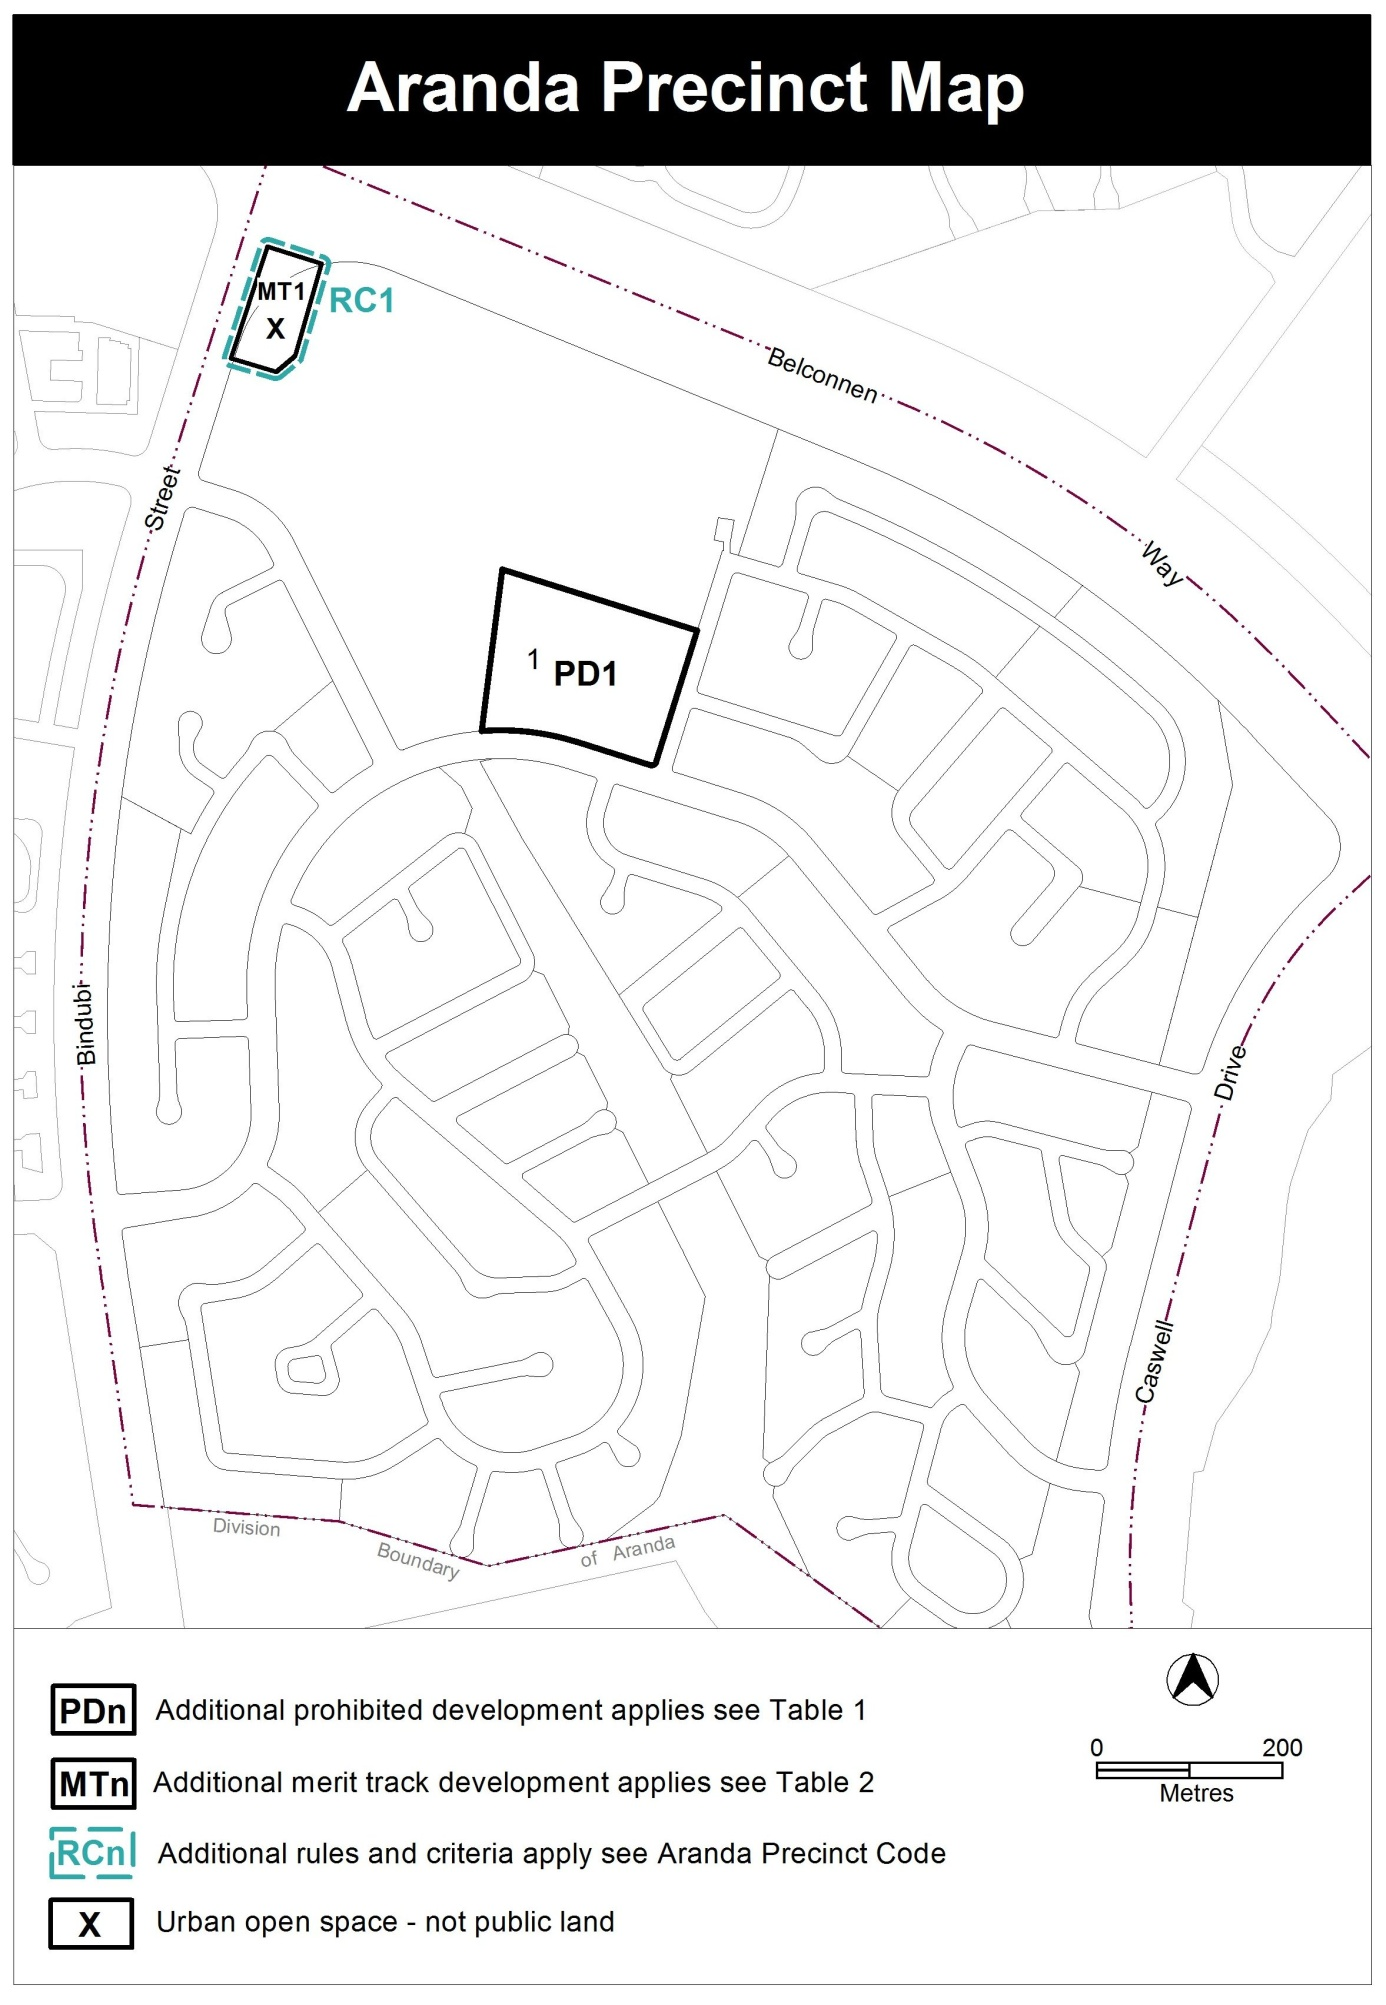 Aranda Precinct Map
MT1
X
RC1
Belconnen
Way
Street
1
PD1
Bindubi
Drive
Caswell
Division
Boundary
of Aranda
PDn Additional prohibited development applies see Table 1
MTn Additional merit track development applies see Table 2
RCn Additional rules and criteria apply see Aranda Precinct Code
X Urban open space - not public land
0 200
Metres